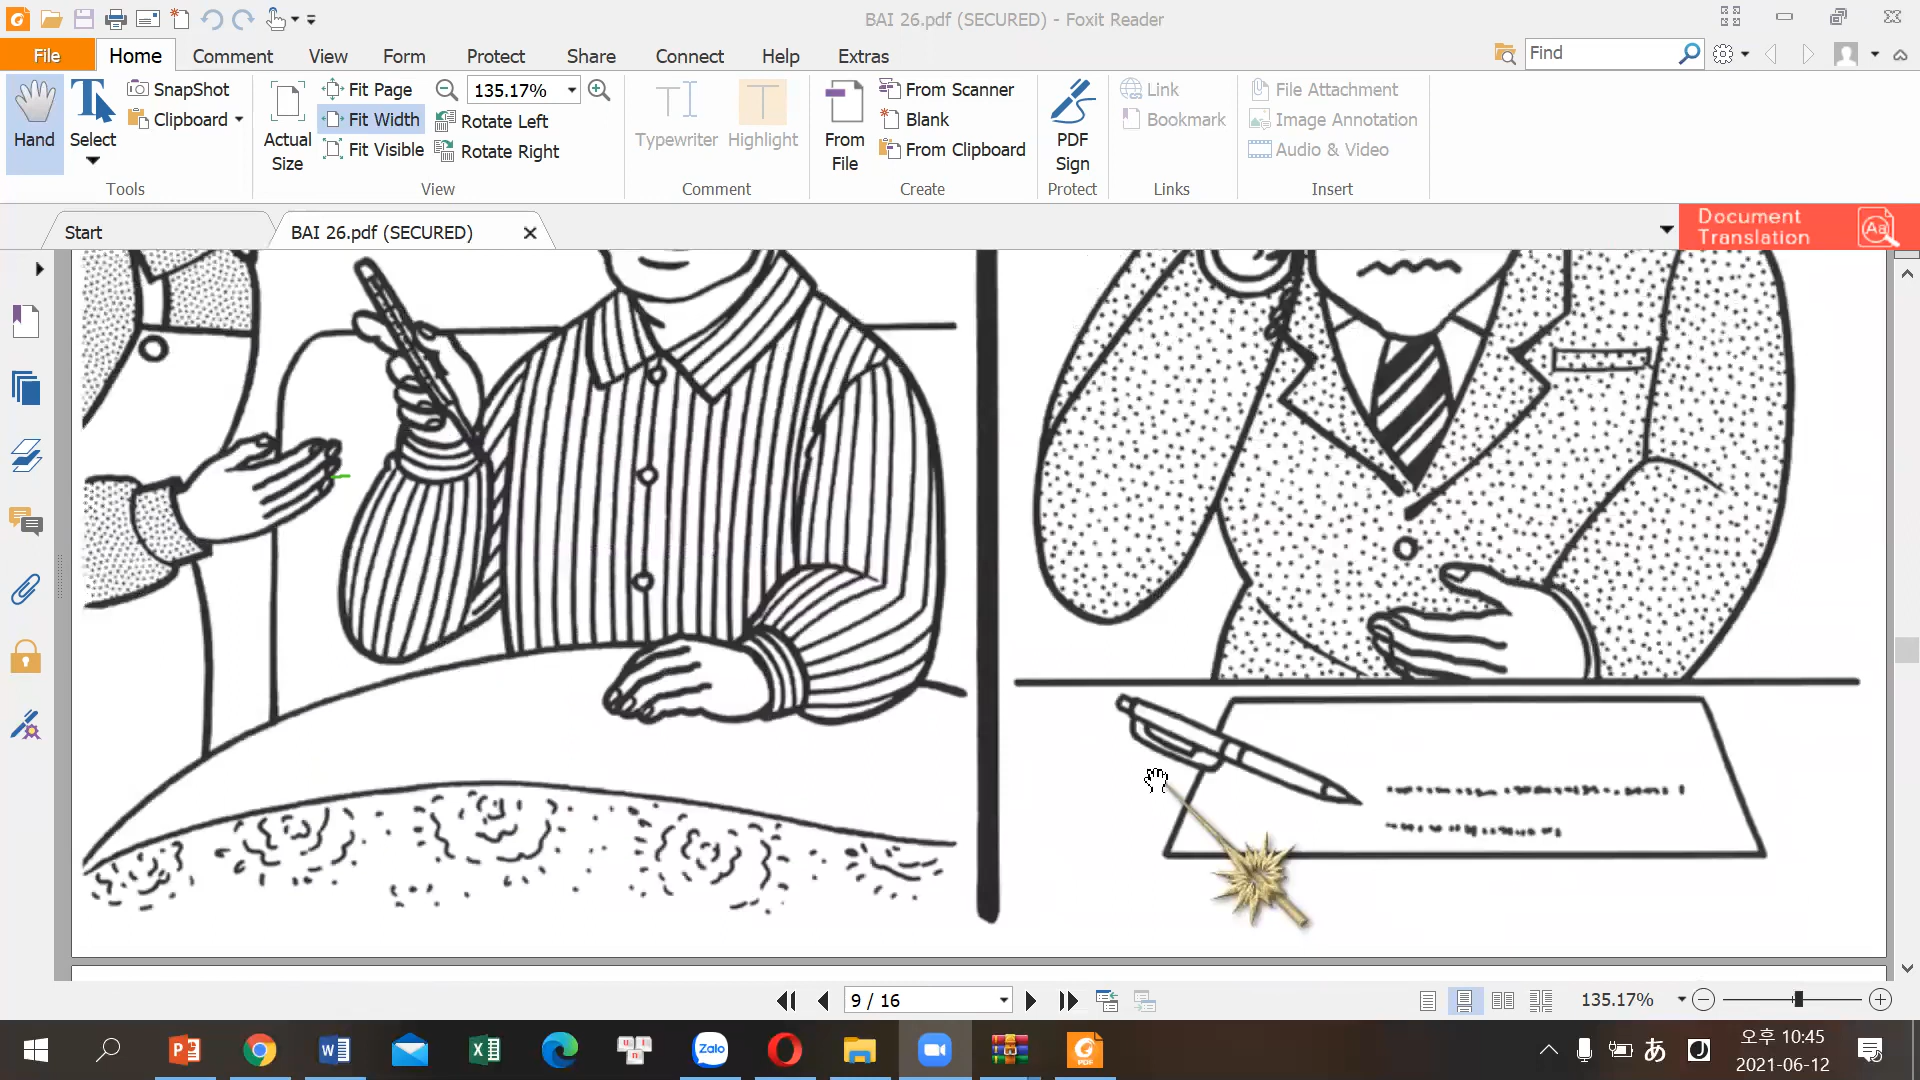 BAI 26.pdf (SECURED) - Foxit Reader
File Home Comment View Form Protect Share Connect Help Extras
Find
Hand
Select
SnapShot
Clipboard
Tools
Actual Size
Fit Page
Fit Width
Fit Visible
135.17%
Rotate Left
Rotate Right
View
Typewriter
Highlight
Comment
From File
From Scanner
Blank
From Clipboard
Create
PDF Sign
Protect
Link
Bookmark
Links
File Attachment
Image Annotation
Audio & Video
Insert
Start
BAI 26.pdf (SECURED)
Document Translation
9 / 16
135.17%
Zalo
오후 10:45
2021-06-12